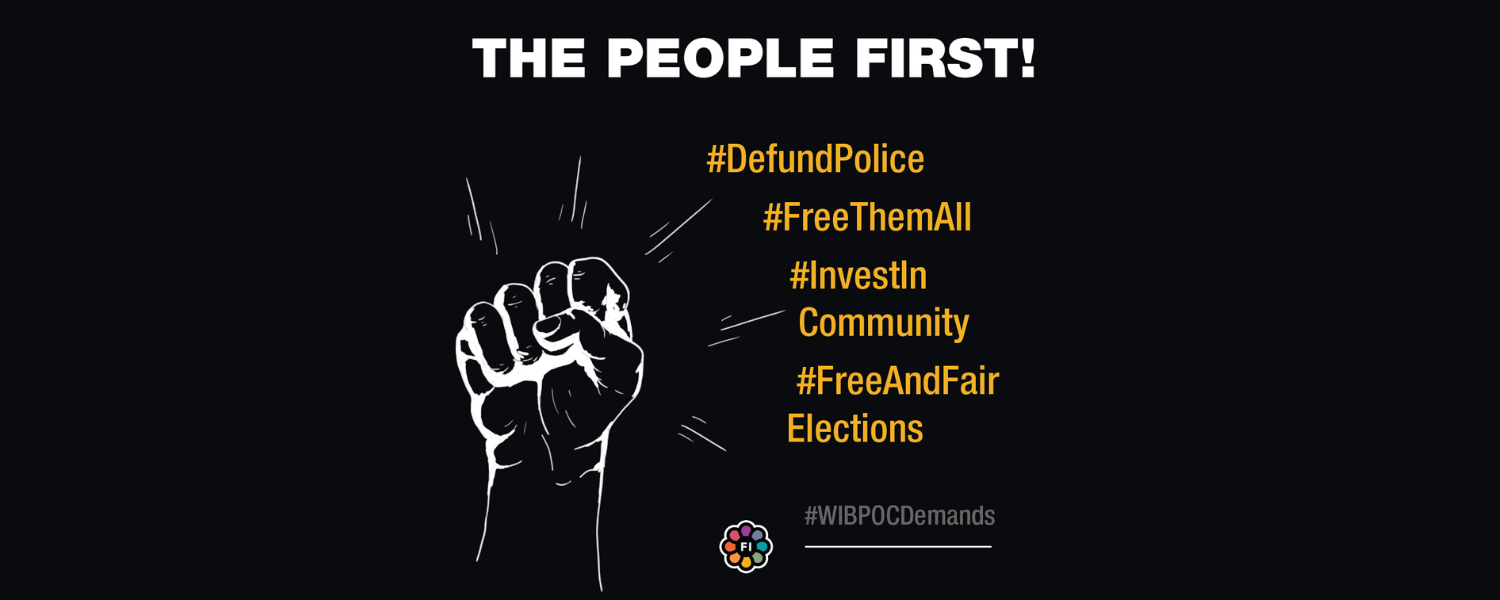 THE PEOPLE FIRST!
#DefundPolice
#FreeThemAll
#InvestIn
Community
#FreeAndFair
Elections
#WIBPOCDemands
FI